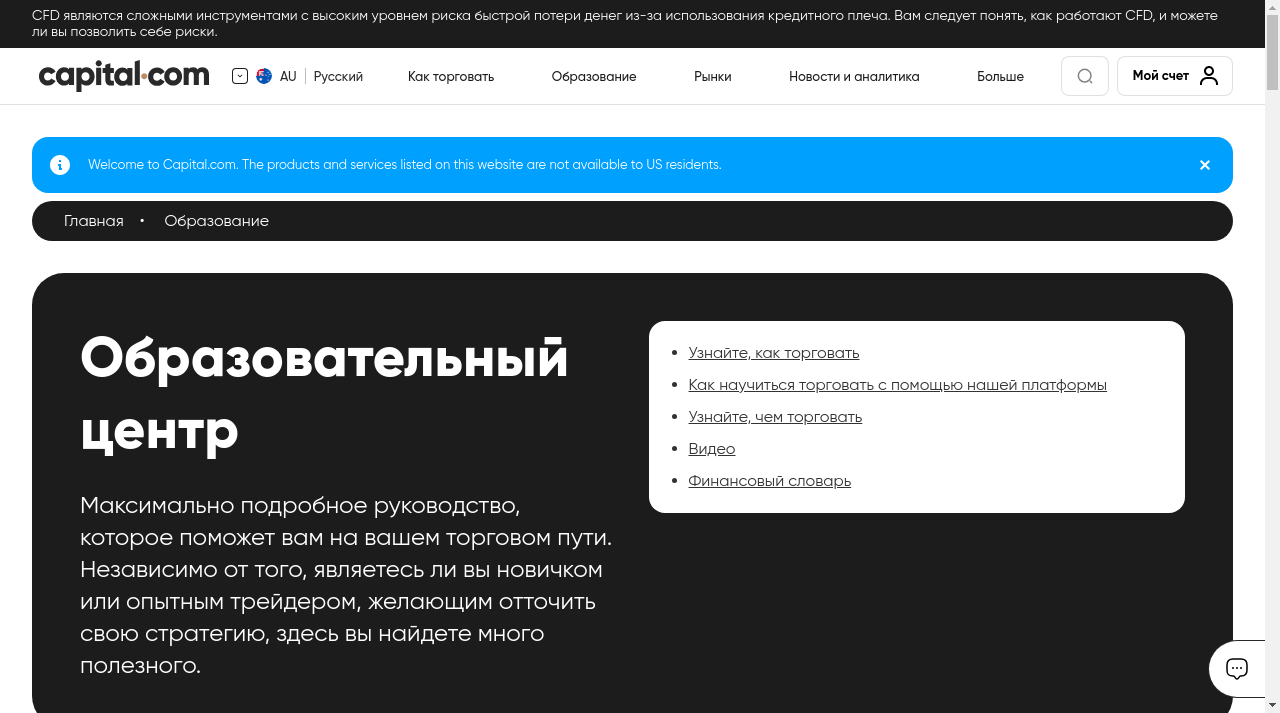 CFD являются сложными инструментами с высоким уровнем риска быстрой потери денег из-за использования кредитного плеча. Вам следует понять, как работают CFD, и можете
ли вы позволить себе риски.
capital.com
AU
Русский
Как торговать
Образование
Рынки
Новости и аналитика
Больше
Мой счет
Welcome to Capital.com. The products and services listed on this website are not available to US residents.
Главная • Образование
Образовательный
центр
Максимально подробное руководство,
которое поможет вам на вашем торговом пути.
Независимо от того, являетесь ли вы новичком
или опытным трейдером, желающим отточить
свою стратегию, здесь вы найдете много
полезного.
Узнайте, как торговать
Как научиться торговать с помощью нашей платформы
Узнайте, чем торговать
Видео
Финансовый словарь